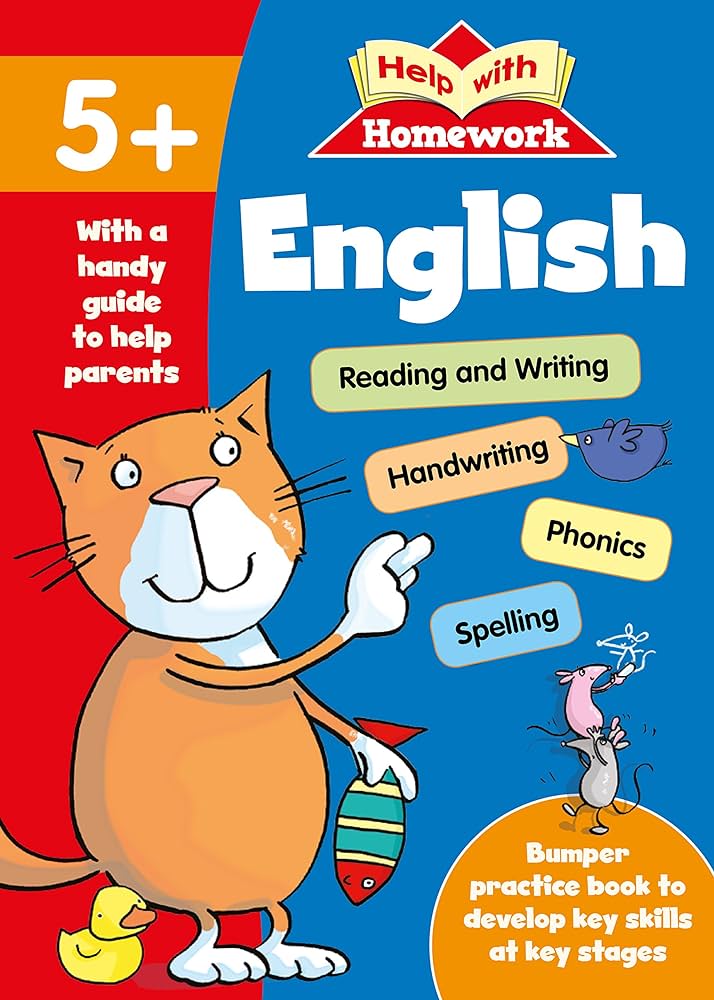 5+
With a
handy
guide
to help
parents
Help with
Homework
English
Reading and Writing
Handwriting
Phonics
Spelling
Bumper
practice book to
develop key skills
at key stages